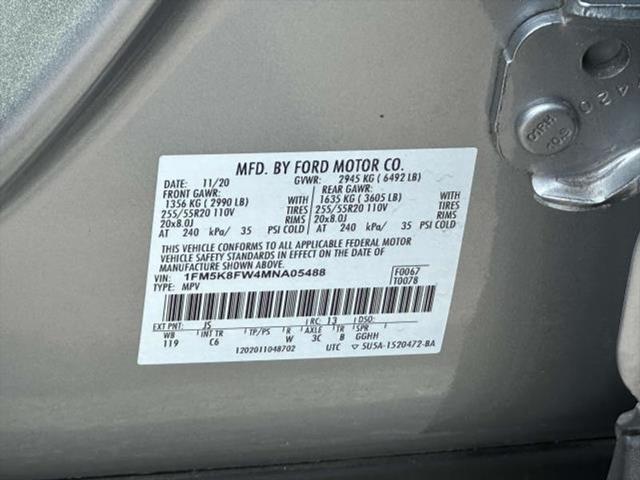 MFD. BY FORD MOTOR CO.
DATE: 11/20 GVWR: 2945 KG ( 6492 LB)
FRONT GAWR: REAR GAWR:
1356 KG ( 2990 LB) 1635 KG ( 3605 LB)
255/55R20 110V TIRES 255/55R20 110V TIRES
20x8.0J RIMS 20x8.0J RIMS
AT 240 kPa/ 35 PSI COLD AT 240 kPa/ 35 PSI COLD
THIS VEHICLE CONFORMS TO ALL APPLICABLE FEDERAL MOTOR
VEHICLE SAFETY STANDARDS IN EFFECT ON THE DATE OF
MANUFACTURE SHOWN ABOVE.
VIN: 1FM5K8FW4MNA05488 F0067
TYPE: MPV T0078
EXT PNT: JS RC: 13 DSO:
WB INT TR TP/PS R AXLE TR SPR
119 C6 W 3C B GGHH
1202011048702 UTC 5U5A-1520472-BA